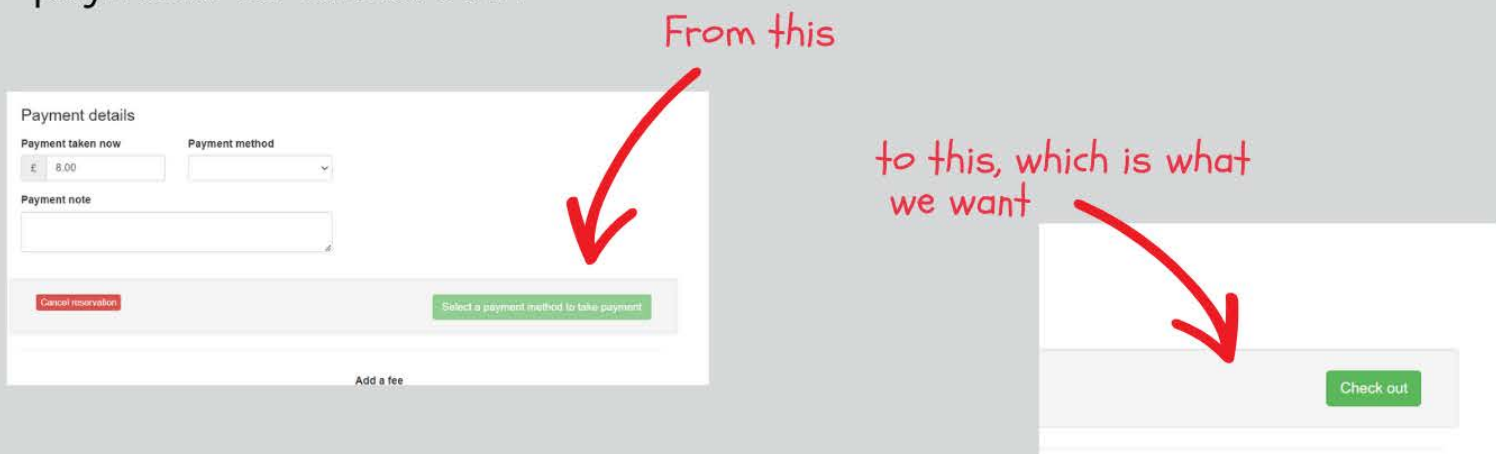 From this
Payment details
Payment taken now Payment method
£ 8.00
Payment note
Cancel reservation Select a payment method to take payment
Add a fee
to this, which is what
we want
Check out